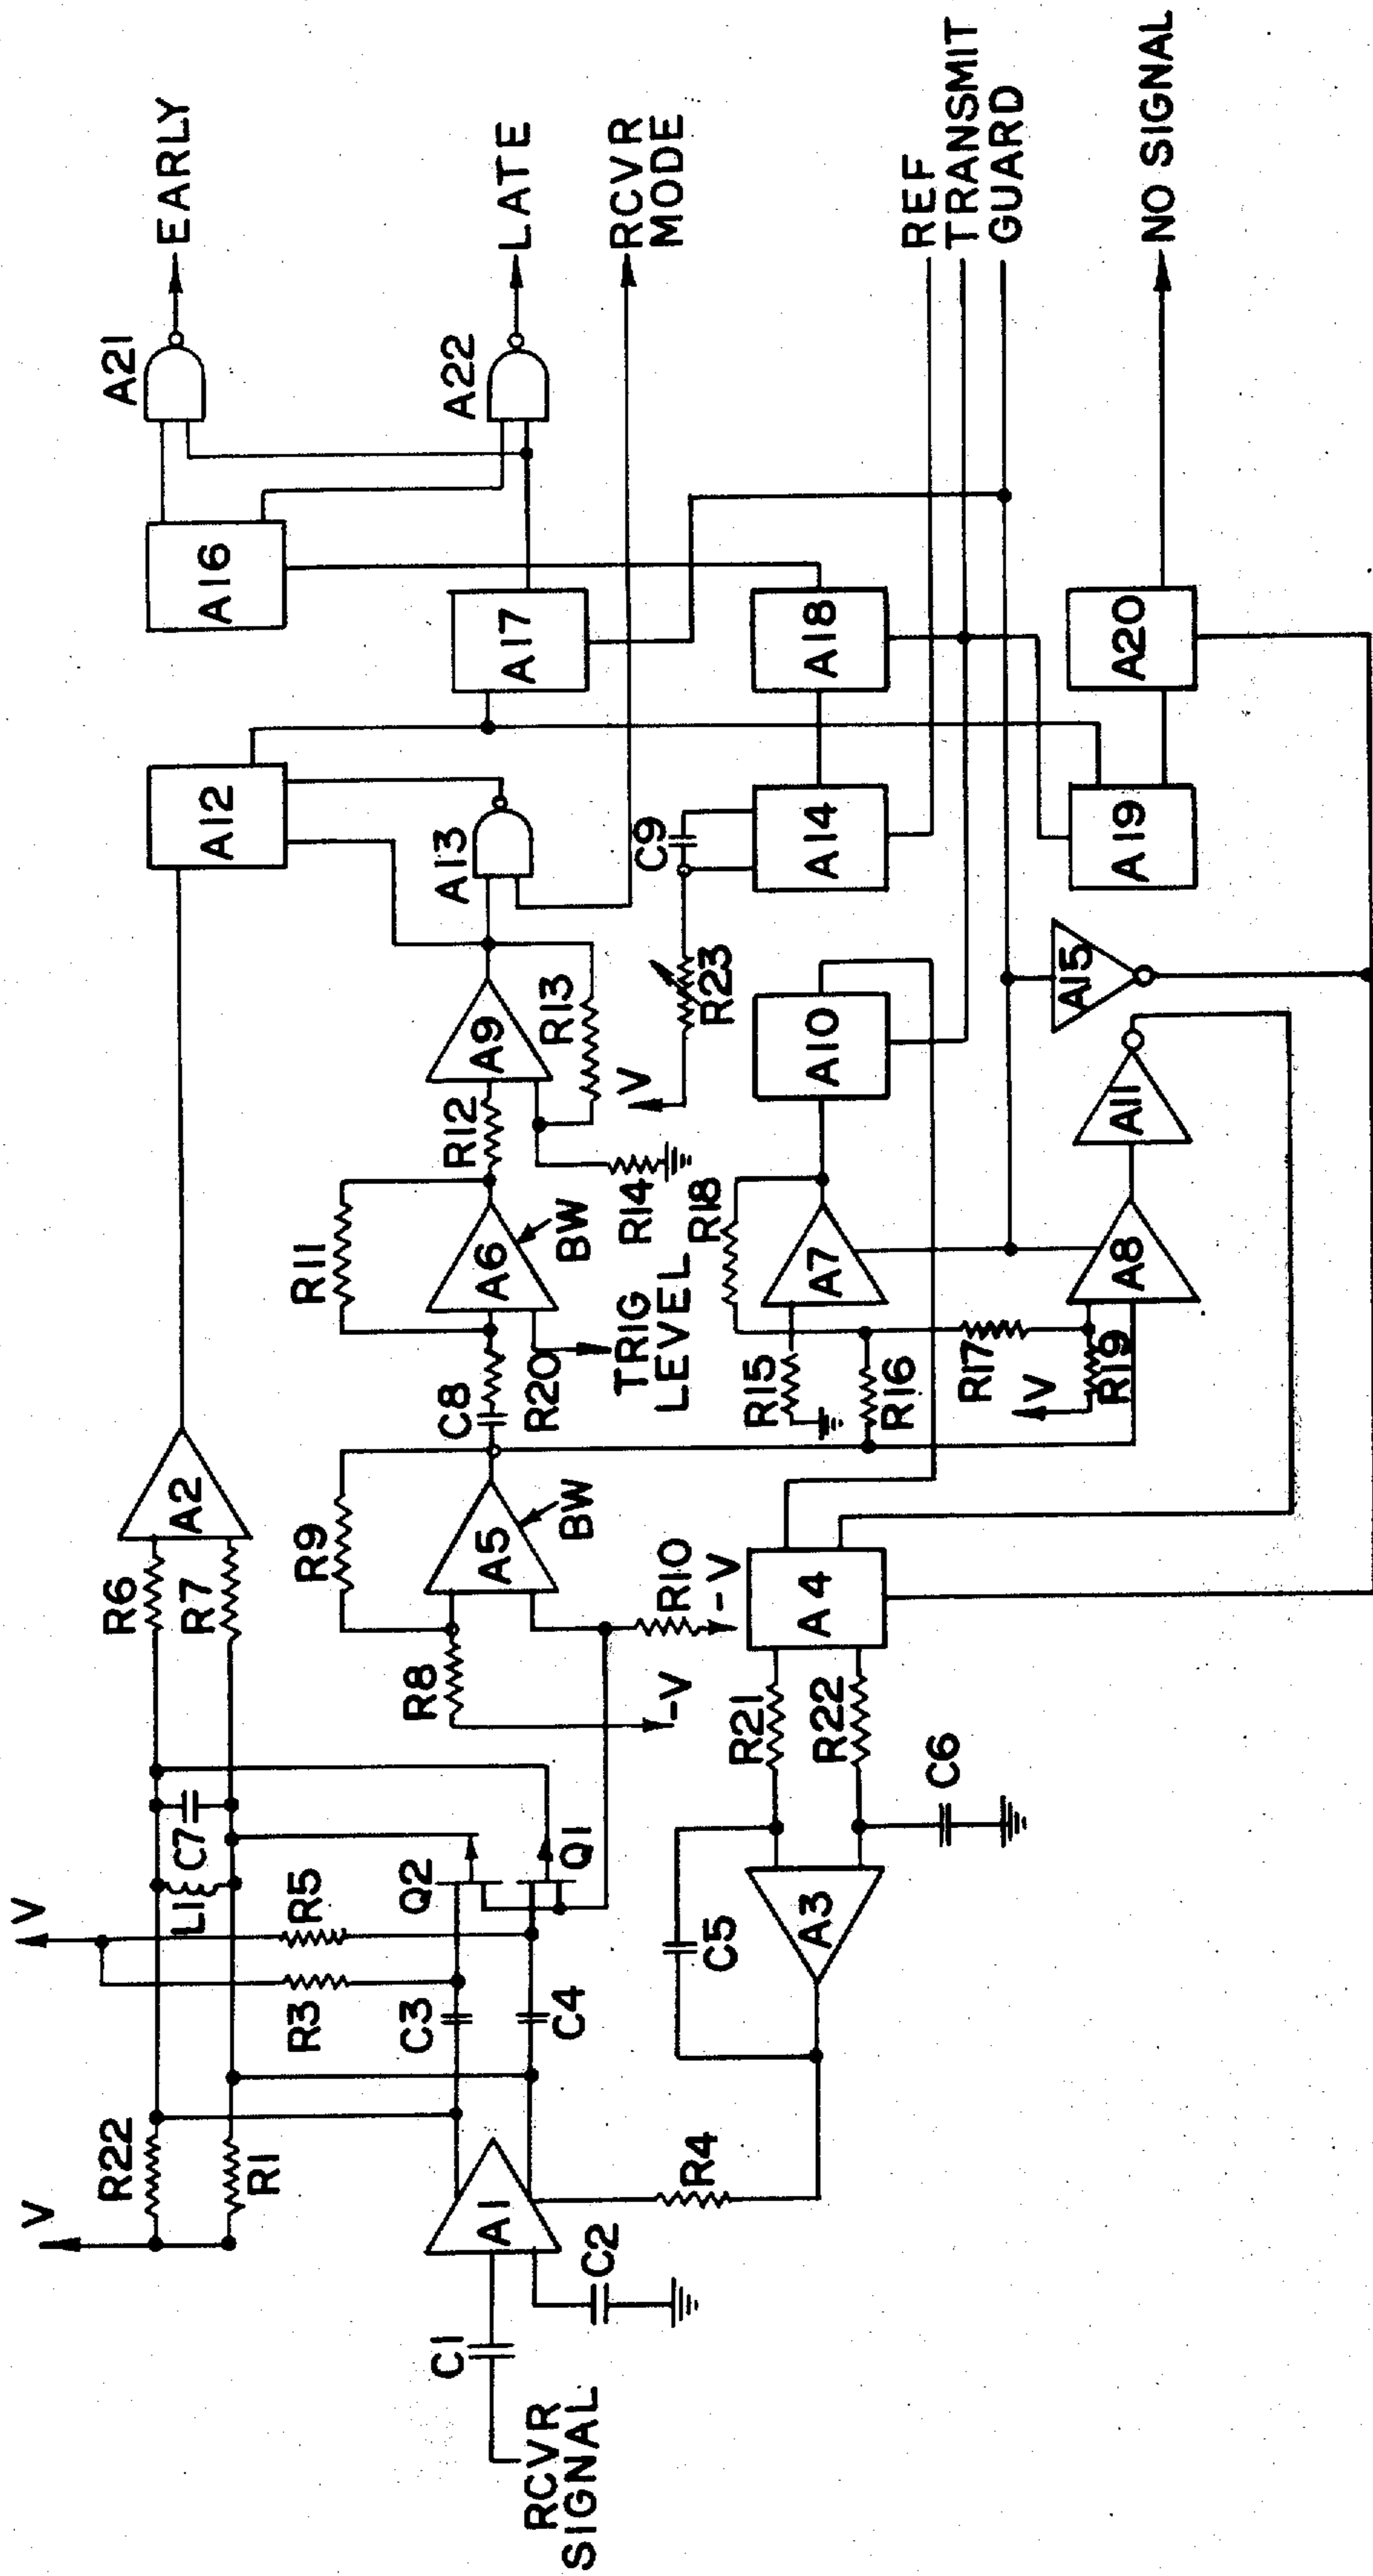 RCVR
SIGNAL
C1
C2
A1
V
R22
R1
R3
R5
V
C3
C4
L1
C7
Q2
Q1
R4
C5
A3
C6
R21
R22
A4
R6
R7
A2
R8
-V
R9
R10
-V
A5
BW
C8
R20
TRIG
LEVEL
R11
A6
BW
R12
R14
R13
A9
V
R23
C9
R15
R16
R17
V
R19
R18
A7
A8
A10
A11
A15
A12
A13
A14
A19
A16
A17
A18
A20
A21
A22
EARLY
LATE
RCVR
MODE
REF
TRANSMIT
GUARD
NO SIGNAL